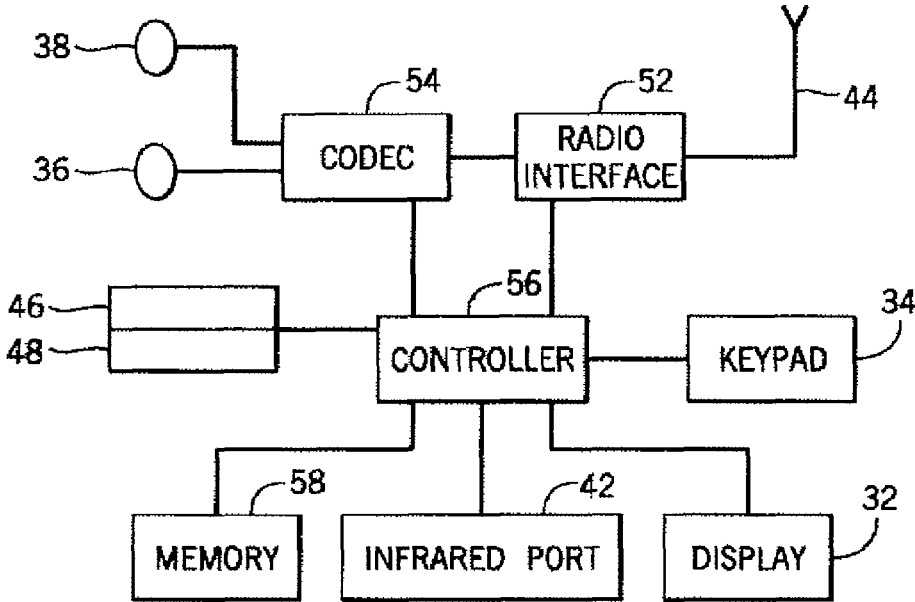 38
54
52
44
CODEC
RADIO
INTERFACE
36
46
56
34
48
CONTROLLER
KEYPAD
58
42
32
MEMORY
INFRARED PORT
DISPLAY